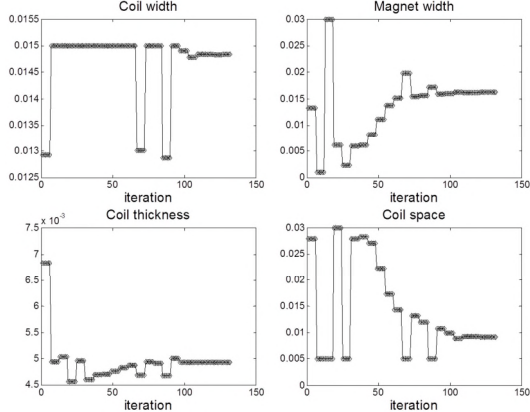 Coil width
0.0155
0.015
0.0145
0.014
0.0135
0.013
0.0125
0 50 100 150
iteration
Magnet width
0.03
0.025
0.02
0.015
0.01
0.005
0
0 50 100 150
iteration
Coil thickness
x 10⁻³
7.5
7
6.5
6
5.5
5
4.5
0 50 100 150
iteration
Coil space
0.03
0.025
0.02
0.015
0.01
0.005
0
0 50 100 150
iteration